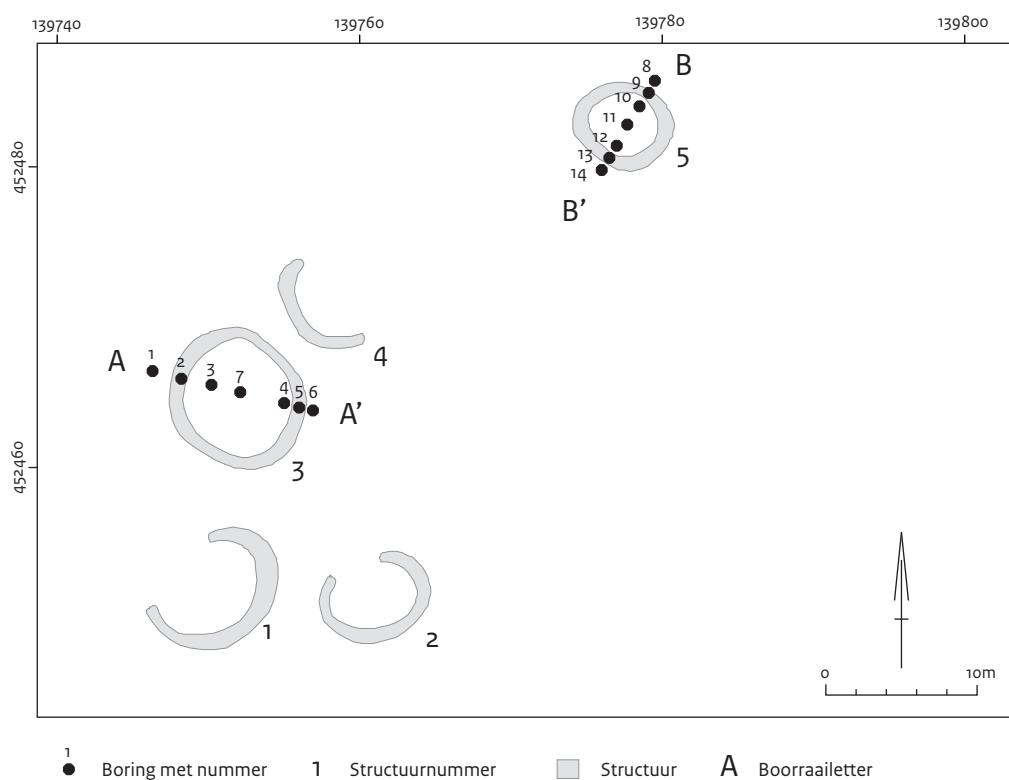 139740 139760 139780 139800
8 B
9
10
11
12
13
14
5
B'
452480
4
A 1 2 3 7 4 5 6 A'
3
452460
1
2
0 10m
1 Boring met nummer 1 Structuurnummer Structuur A Boorraailetter